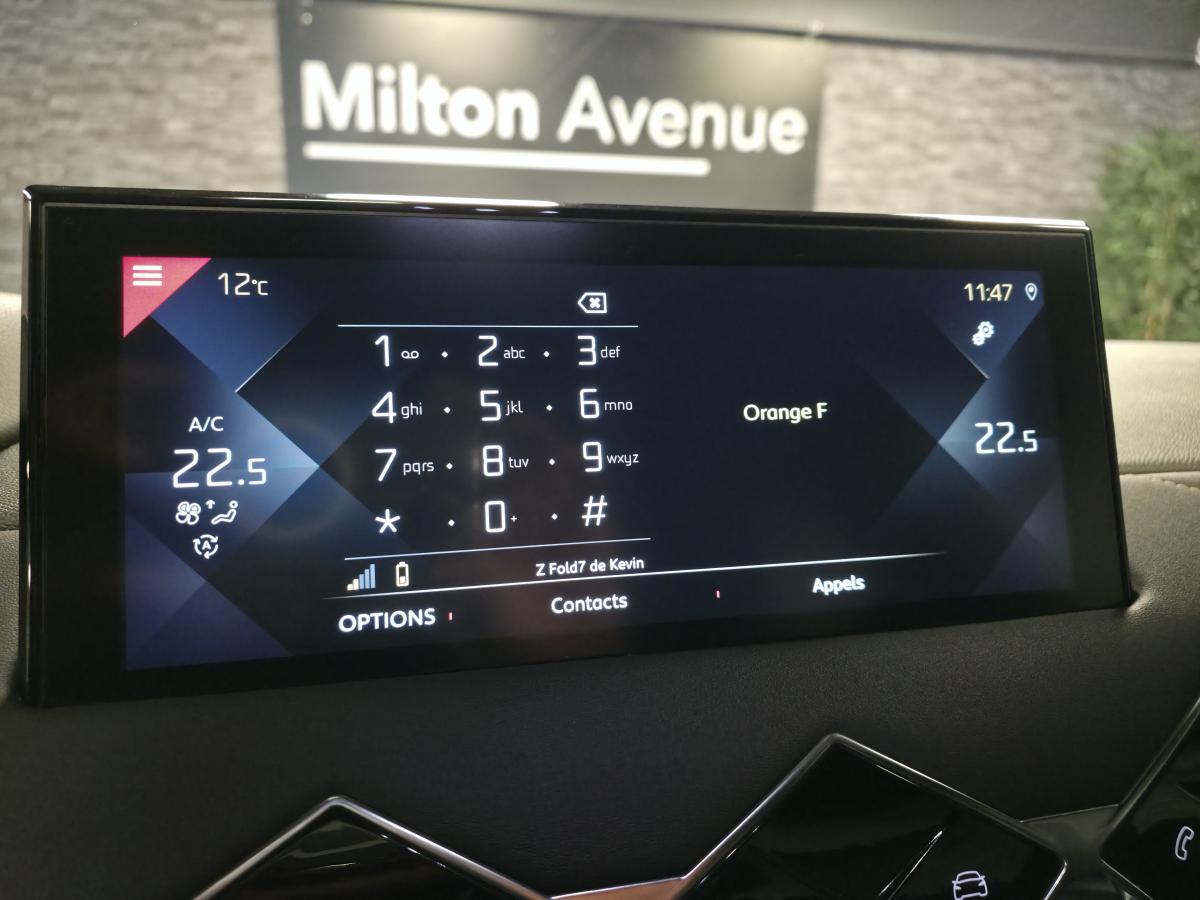 Milton Avenue
12°C
11:47
1 2 abc 3 def
4 ghi 5 jkl 6 mno
7 pqrs 8 tuv 9 wxyz
* 0 + #
Orange F
A/C
22.5
A
22.5
Z Fold7 de Kevin
OPTIONS Contacts Appels